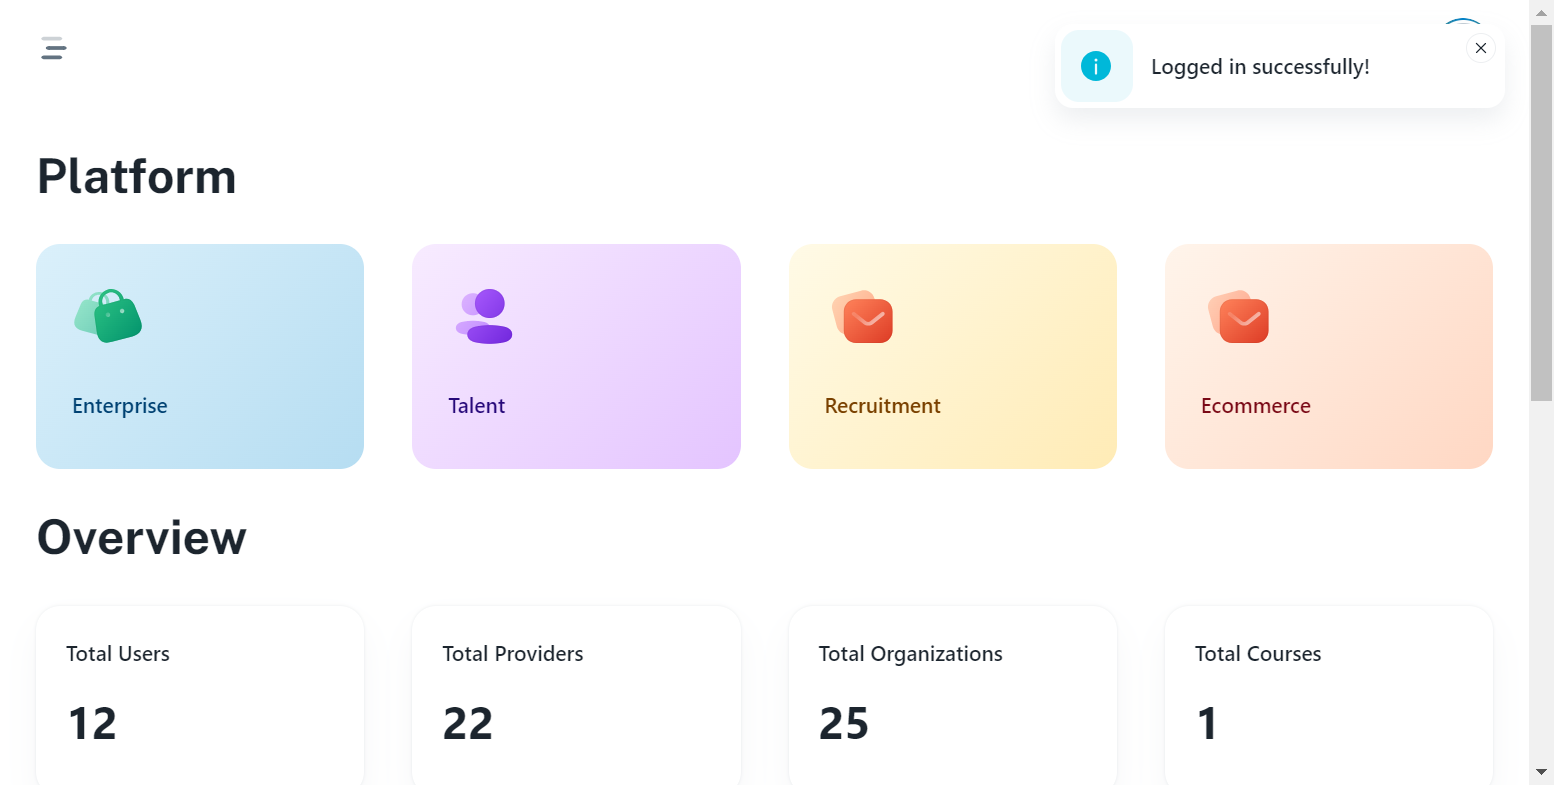 Logged in successfully!
Platform
Enterprise
Talent
Recruitment
Ecommerce
Overview
Total Users
Total Providers
Total Organizations
Total Courses
12
22
25
1